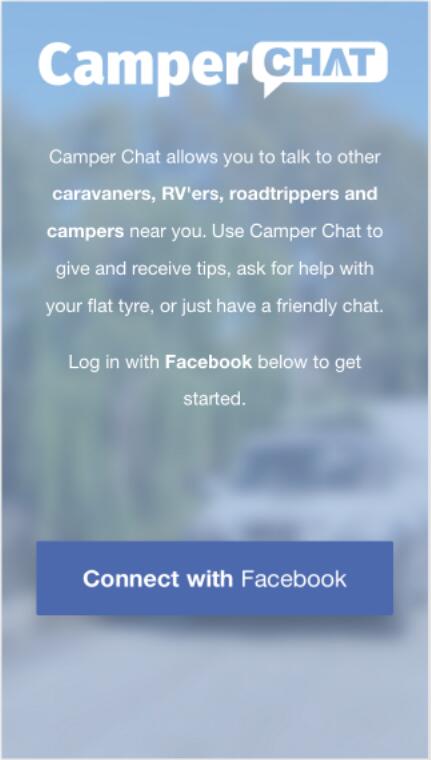 Camper CHAT
Camper Chat allows you to talk to other
caravaners, RV'ers, roadtrippers and
campers near you. Use Camper Chat to
give and receive tips, ask for help with
your flat tyre, or just have a friendly chat.
Log in with Facebook below to get
started.
Connect with Facebook